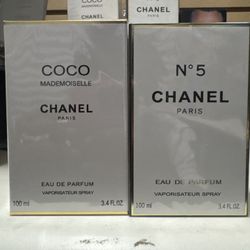 CHANEL
COCO
MADEMOISELLE
CHANEL
PARIS
EAU DE PARFUM
VAPORISATEUR SPRAY
100 ml 3.4 FL.OZ.
N°5
CHANEL
PARIS
EAU DE PARFUM
VAPORISATEUR SPRAY
100 ml 3.4 FL.OZ.